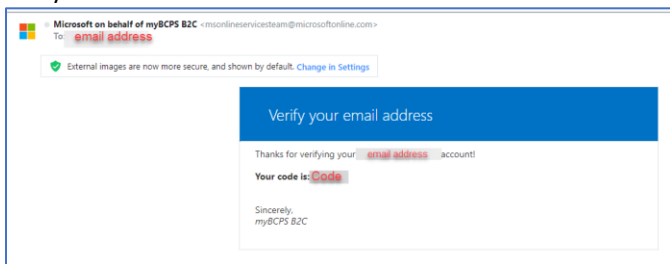 Microsoft on behalf of myBCPS B2C <msonlineservicesteam@microsoftonline.com>
To: email address
External images are now more secure, and shown by default. Change in Settings
Verify your email address
Thanks for verifying your email address account!
Your code is: Code
Sincerely,
myBCPS B2C